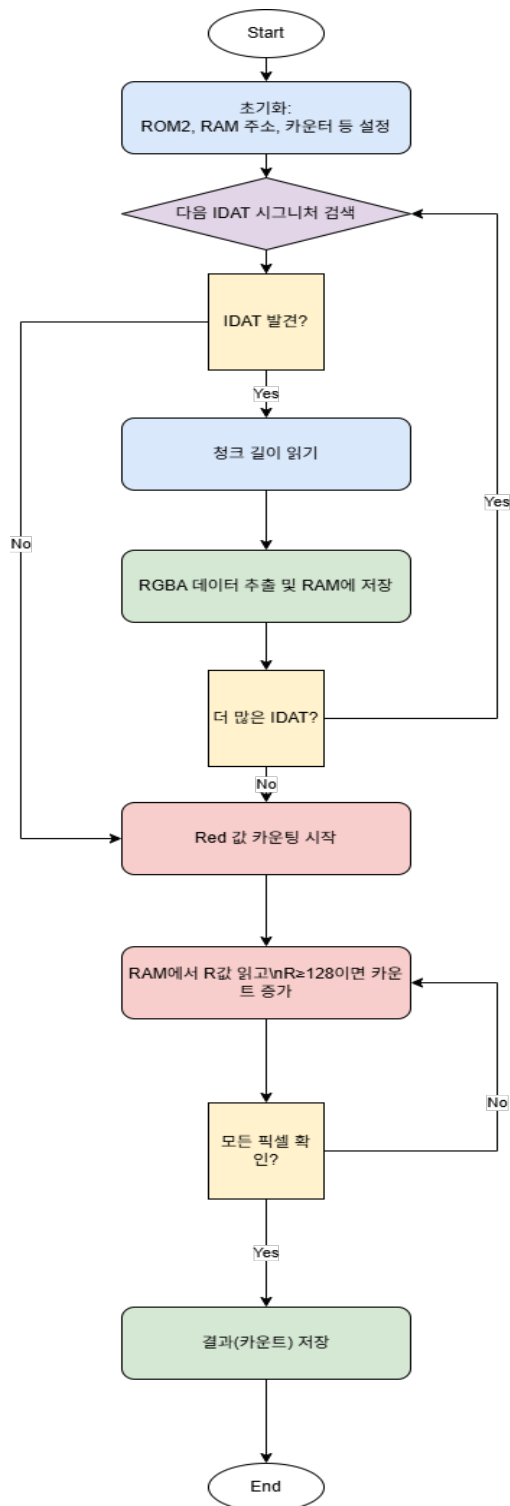 Start
초기화:
ROM2, RAM 주소, 카운터 등 설정
다음 IDAT 시그니처 검색
IDAT 발견?
Yes
청크 길이 읽기
Yes
No
RGBA 데이터 추출 및 RAM에 저장
더 많은 IDAT?
No
Red 값 카운팅 시작
RAM에서 R값 읽고\nR≥128이면 카운
트 증가
No
모든 픽셀 확
인?
Yes
결과(카운트) 저장
End